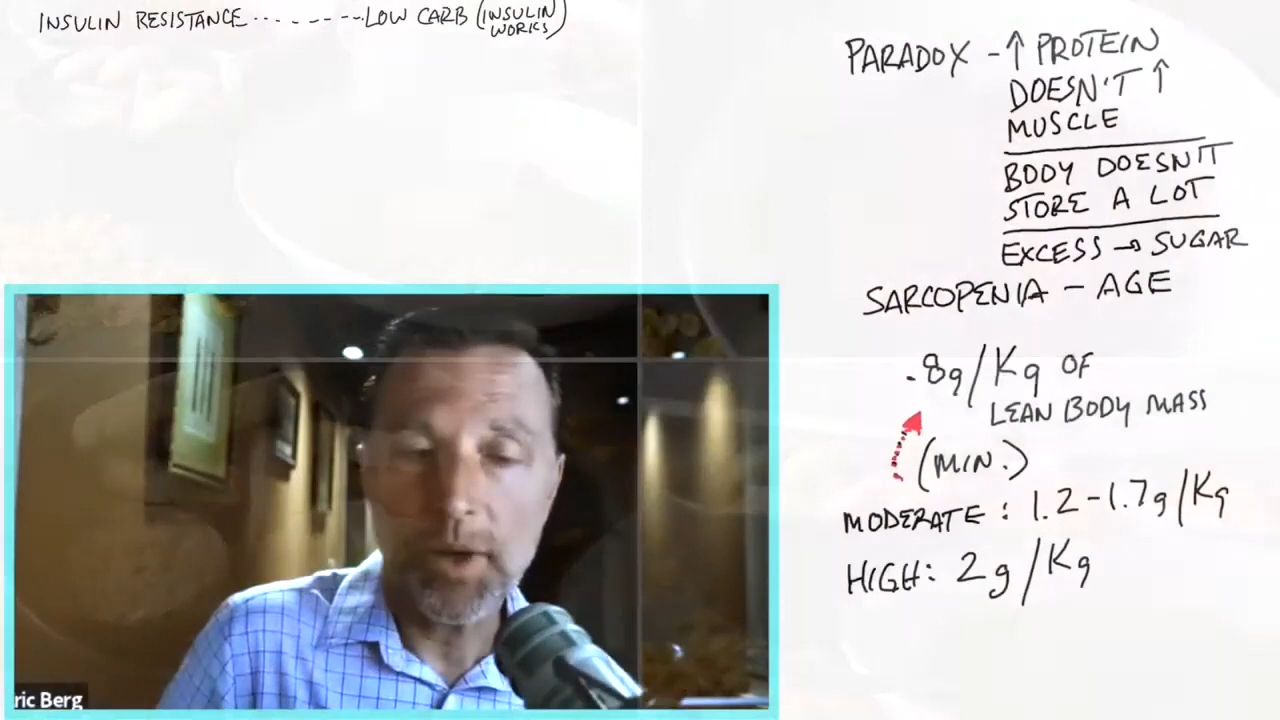 INSULIN RESISTANCE ---------LOW CARB (INSULIN
WORKS)
PARADOX - ↑ PROTEIN
DOESN'T ↑
MUSCLE
BODY DOESN'T
STORE A LOT
EXCESS → SUGAR
SARCOPENIA - AGE
.8g/Kg OF
LEAN BODY MASS
(MIN.)
MODERATE : 1.2-1.7g/Kg
HIGH: 2g/Kg
ric Berg